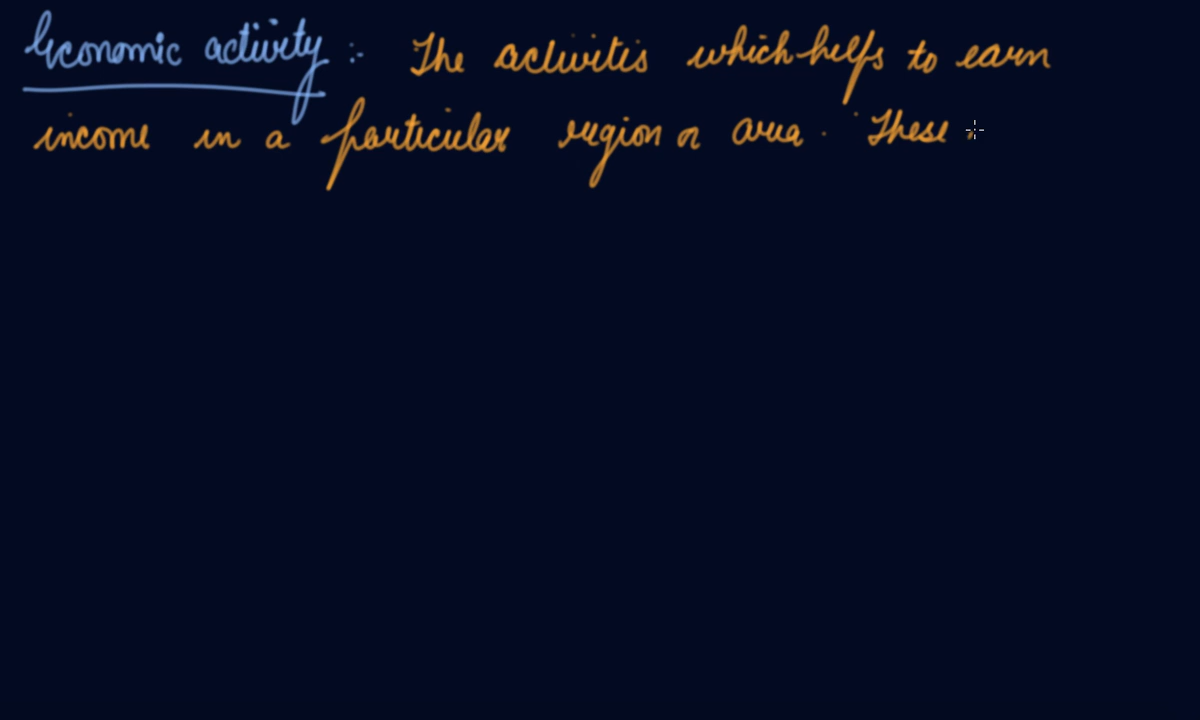 Economic activity :- The activities which helps to earn
income in a particular region or area. These